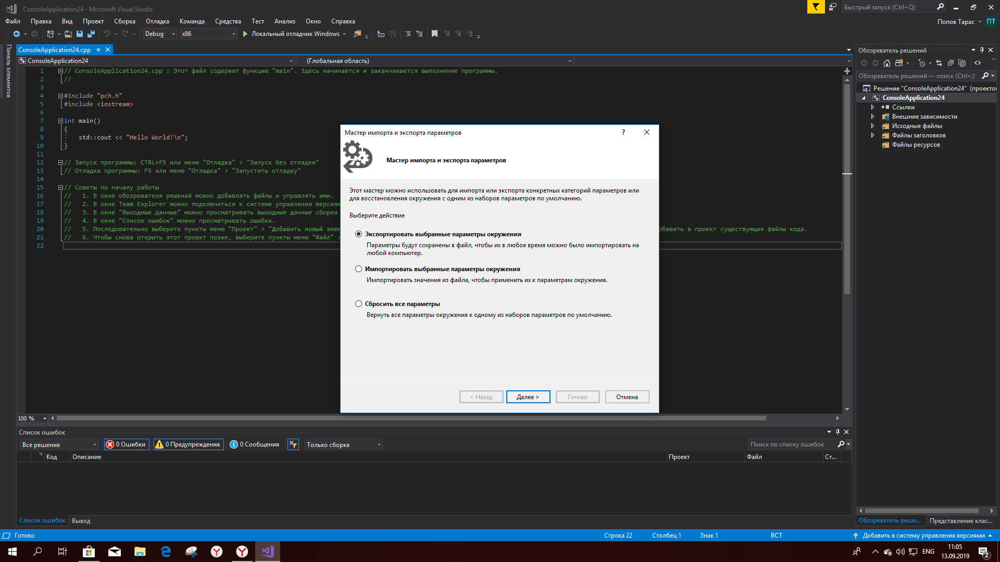 ConsoleApplication24 - Microsoft Visual Studio
Быстрый запуск (Ctrl+Q)
Файл Правка Вид Проект Сборка Отладка Команда Средства Тест Анализ Окно Справка
Попов Тарас ПТ
Debug x86 Локальный отладчик Windows
Панель элементов
ConsoleApplication24.cpp
ConsoleApplication24 (Глобальная область)
1 // ConsoleApplication24.cpp : Этот файл содержит функцию "main". Здесь начинается и заканчивается выполнение программы.
2 //
3
4 #include "pch.h"
5 #include <iostream>
6
7 int main()
8 {
9 std::cout << "Hello World!\n";
10 }
11
12 // Запуск программы: CTRL+F5 или меню "Отладка" > "Запуск без отладки"
13 // Отладка программы: F5 или меню "Отладка" > "Запустить отладку"
14
15 // Советы по началу работы
16 // 1. В окне обозревателя решений можно добавлять файлы и управлять ими.
17 // 2. В окне Team Explorer можно подключиться к системе управления версиям
18 // 3. В окне "Выходные данные" можно просматривать выходные данные сборки
19 // 4. В окне "Список ошибок" можно просматривать ошибки.
20 // 5. Последовательно выберите пункты меню "Проект" > "Добавить новый элем обавить в проект существующие файлы кода.
21 // 6. Чтобы снова открыть этот проект позже, выберите пункты меню "Файл" >
22
Мастер импорта и экспорта параметров
?
Мастер импорта и экспорта параметров
Этот мастер можно использовать для импорта или экспорта конкретных категорий параметров или
для восстановления окружения с одним из наборов параметров по умолчанию.
Выберите действие
Экспортировать выбранные параметры окружения
Параметры будут сохранены в файл, чтобы их в любое время можно было импортировать на
любой компьютер.
Импортировать выбранные параметры окружения
Импортировать значения из файла, чтобы применить их к параметрам окружения.
Сбросить все параметры
Вернуть все параметры окружения к одному из наборов параметров по умолчанию.
< Назад Далее > Готово Отмена
Обозреватель решений
Обозреватель решений — поиск (Ctrl+;)
Решение "ConsoleApplication24" (проекто
ConsoleApplication24
Ссылки
Внешние зависимости
Исходные файлы
Файлы заголовков
Файлы ресурсов
100 %
Список ошибок
Все решение 0 Ошибки 0 Предупреждения 0 Сообщения Только сборка Поиск по списку ошибок
Код Описание Проект Файл Ст...
Список ошибок Вывод
Обозреватель реше... Представление клас...
Готово Строка 22 Столбец 1 Знак 1 ВСТ Добавить в систему управления версиями
ENG
11:05
13.09.2019
2